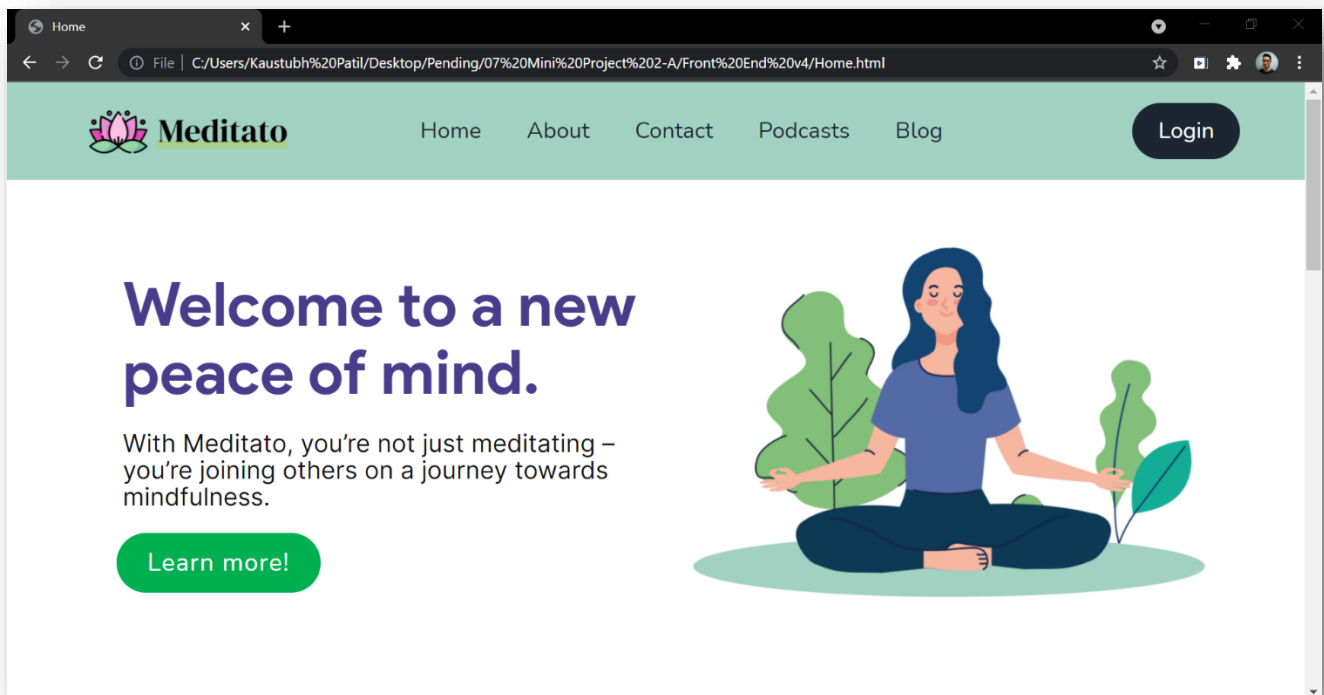 Home
File | C:/Users/Kaustubh%20Patil/Desktop/Pending/07%20Mini%20Project%202-A/Front%20End%20v4/Home.html
Meditato Home About Contact Podcasts Blog Login
Welcome to a new
peace of mind.
With Meditato, you’re not just meditating –
you’re joining others on a journey towards
mindfulness.
Learn more!